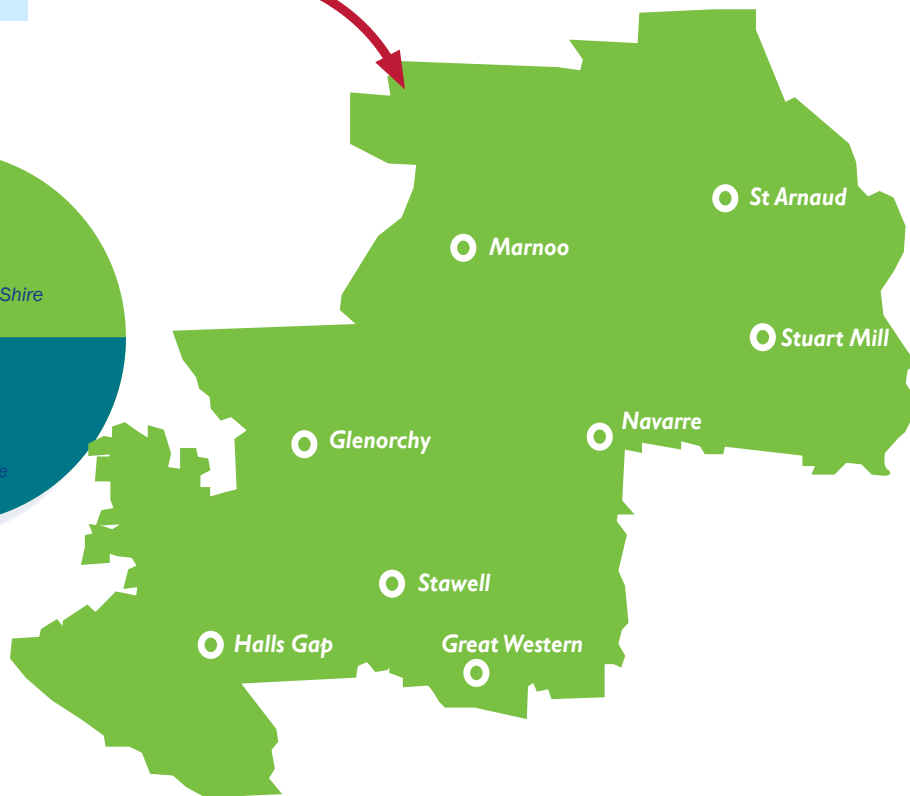 St Arnaud
Marnoo
Shire
Stuart Mill
Navarre
Glenorchy
Stawell
Halls Gap
Great Western